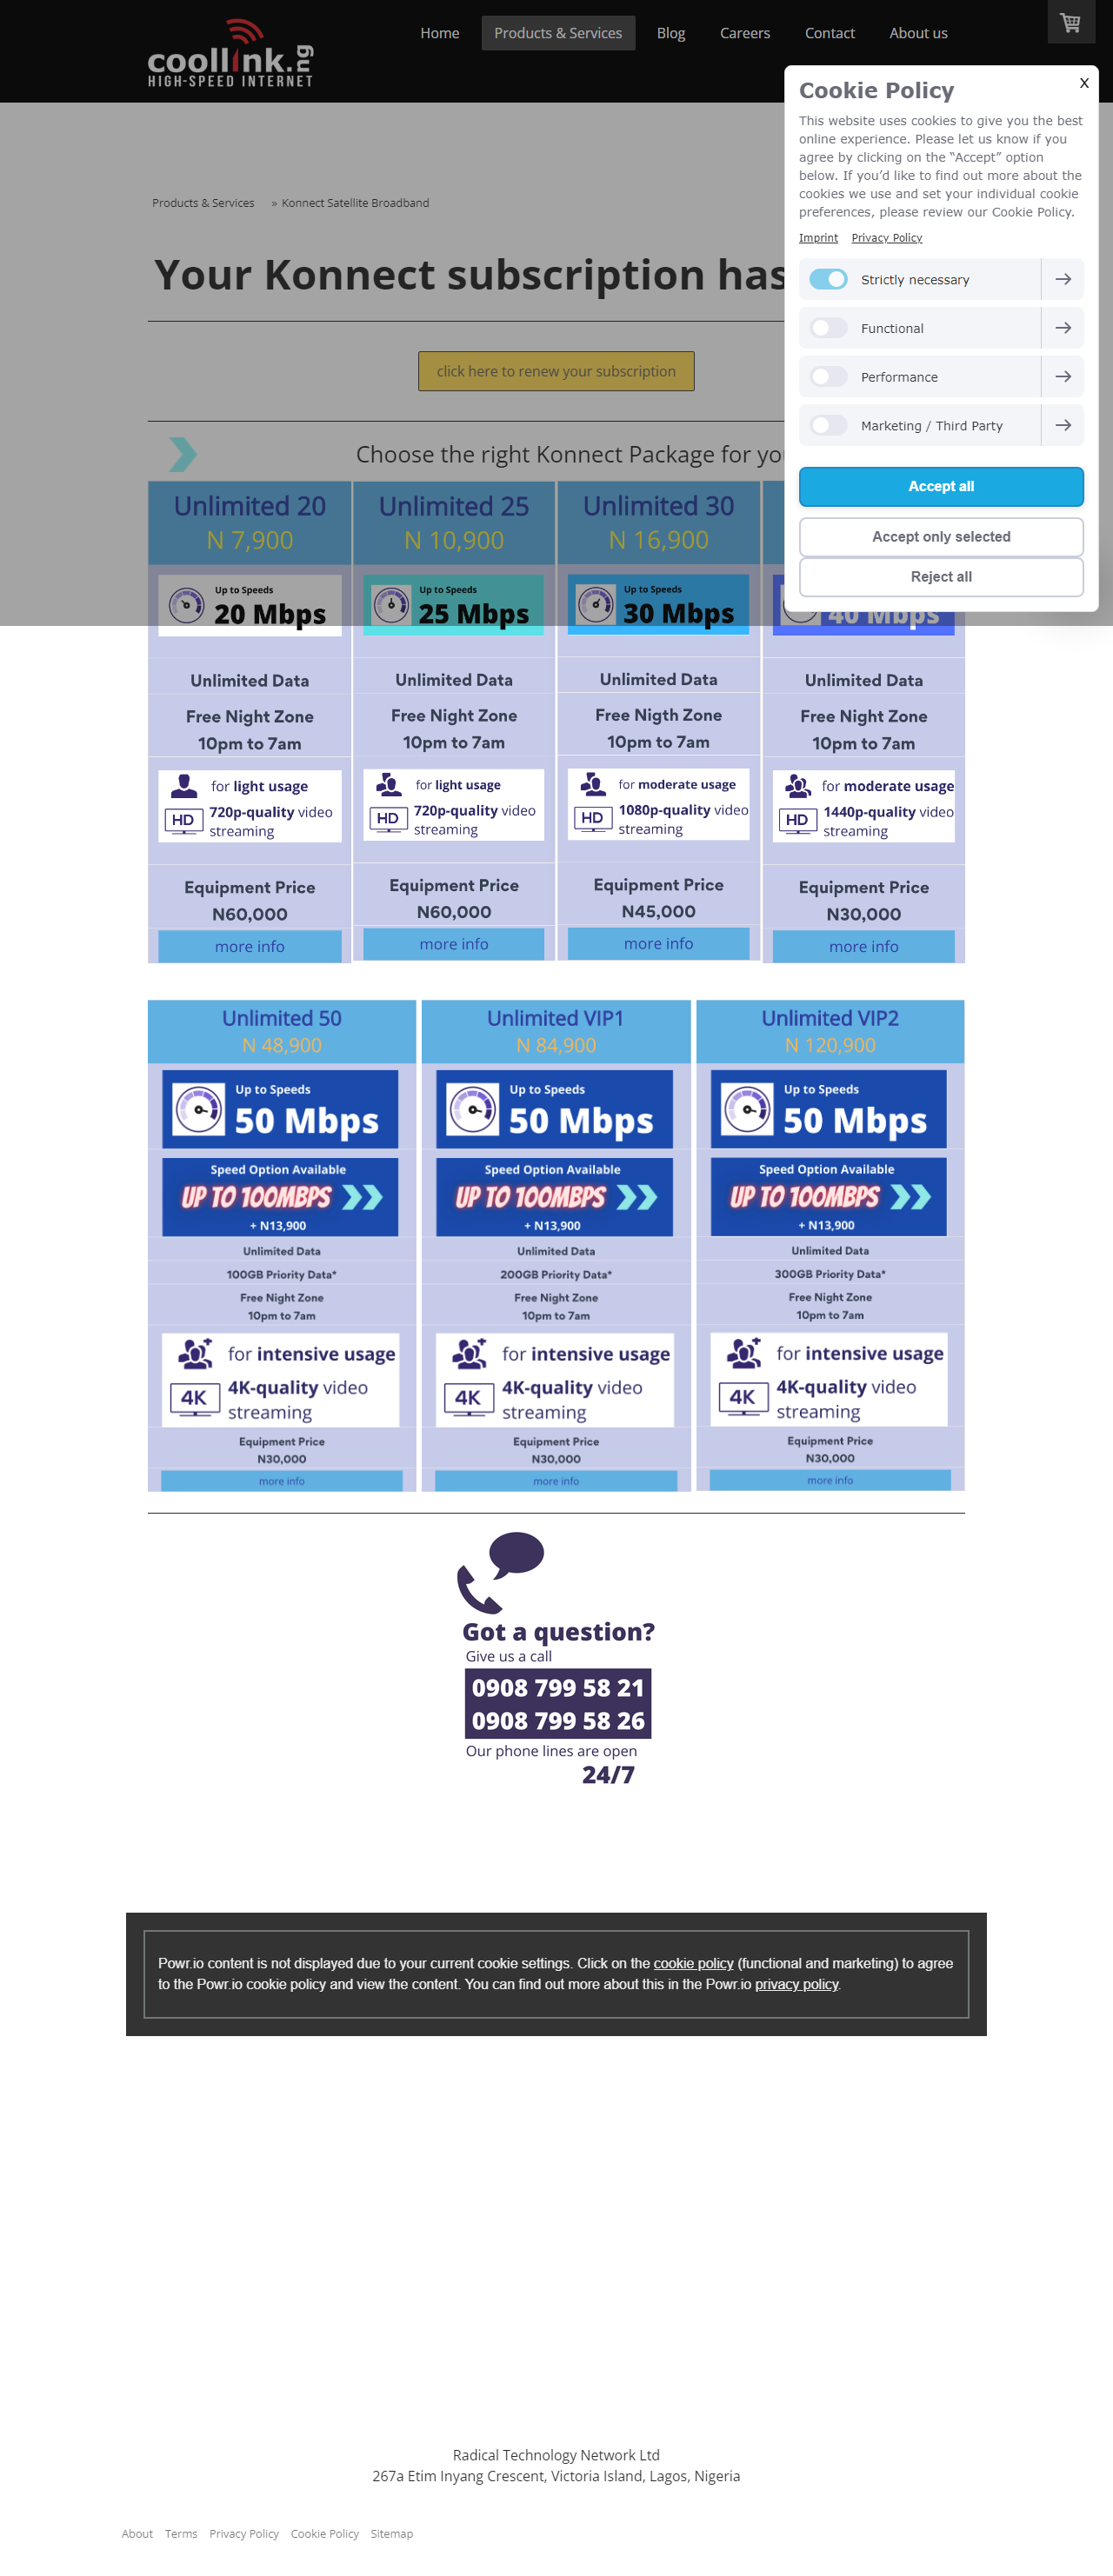 coollink.ng
HIGH-SPEED INTERNET
Home
Products & Services
Blog
Careers
Contact
About us
X
Cookie Policy
This website uses cookies to give you the best
online experience. Please let us know if you
agree by clicking on the “Accept” option
below. If you’d like to find out more about the
cookies we use and set your individual cookie
preferences, please review our Cookie Policy.
Imprint Privacy Policy
Strictly necessary
Functional
Performance
Marketing / Third Party
Accept all
Accept only selected
Reject all
Products & Services » Konnect Satellite Broadband
Your Konnect subscription has
click here to renew your subscription
Choose the right Konnect Package for
Unlimited 20
N 7,900
Up to Speeds
20 Mbps
Unlimited Data
Free Night Zone
10pm to 7am
for light usage
HD
720p-quality video
streaming
Equipment Price
N60,000
more info
Unlimited 25
N 10,900
Up to Speeds
25 Mbps
Unlimited Data
Free Night Zone
10pm to 7am
for light usage
HD
720p-quality video
streaming
Equipment Price
N60,000
more info
Unlimited 30
N 16,900
Up to Speeds
30 Mbps
Unlimited Data
Free Nigth Zone
10pm to 7am
for moderate usage
HD
1080p-quality video
streaming
Equipment Price
N45,000
more info
40 Mbps
Unlimited Data
Free Night Zone
10pm to 7am
for moderate usage
HD
1440p-quality video
streaming
Equipment Price
N30,000
more info
Unlimited 50
N 48,900
Up to Speeds
50 Mbps
Speed Option Available
UP TO 100MBPS
+ N13,900
Unlimited Data
100GB Priority Data*
Free Night Zone
10pm to 7am
for intensive usage
4K
4K-quality video
streaming
Equipment Price
N30,000
more info
Unlimited VIP1
N 84,900
Up to Speeds
50 Mbps
Speed Option Available
UP TO 100MBPS
+ N13,900
Unlimited Data
200GB Priority Data*
Free Night Zone
10pm to 7am
for intensive usage
4K
4K-quality video
streaming
Equipment Price
N30,000
more info
Unlimited VIP2
N 120,900
Up to Speeds
50 Mbps
Speed Option Available
UP TO 100MBPS
+ N13,900
Unlimited Data
300GB Priority Data*
Free Night Zone
10pm to 7am
for intensive usage
4K
4K-quality video
streaming
Equipment Price
N30,000
more info
Got a question?
Give us a call
0908 799 58 21
0908 799 58 26
Our phone lines are open
24/7
Powr.io content is not displayed due to your current cookie settings. Click on the cookie policy (functional and marketing) to agree
to the Powr.io cookie policy and view the content. You can find out more about this in the Powr.io privacy policy.
Radical Technology Network Ltd
267a Etim Inyang Crescent, Victoria Island, Lagos, Nigeria
About Terms Privacy Policy Cookie Policy Sitemap